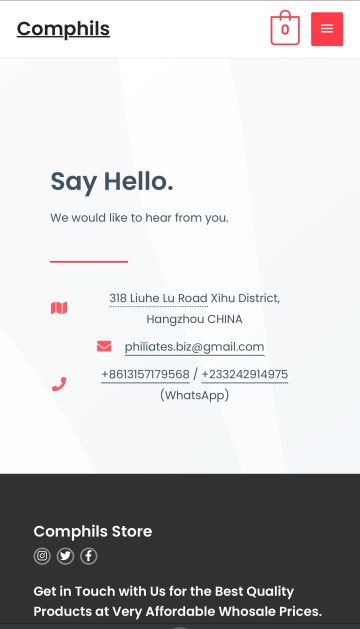 Comphils
0
Say Hello.
We would like to hear from you.
318 Liuhe Lu Road Xihu District,
Hangzhou CHINA
philiates.biz@gmail.com
+8613157179568 / +233242914975
(WhatsApp)
Comphils Store
Get in Touch with Us for the Best Quality
Products at Very Affordable Whosale Prices.